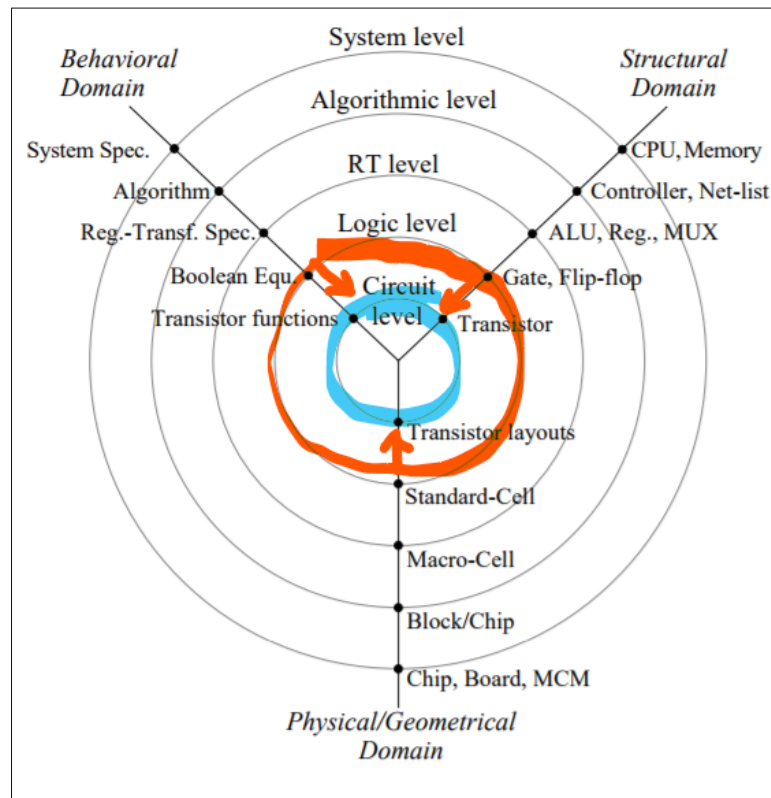 System level
Behavioral
Domain
Structural
Domain
Algorithmic level
System Spec.
CPU, Memory
RT level
Algorithm
Controller, Net-list
Logic level
Reg.-Transf. Spec.
ALU, Reg., MUX
Boolean Equ.
Circuit
level
Gate, Flip-flop
Transistor functions
Transistor
Transistor layouts
Standard-Cell
Macro-Cell
Block/Chip
Chip, Board, MCM
Physical/Geometrical
Domain